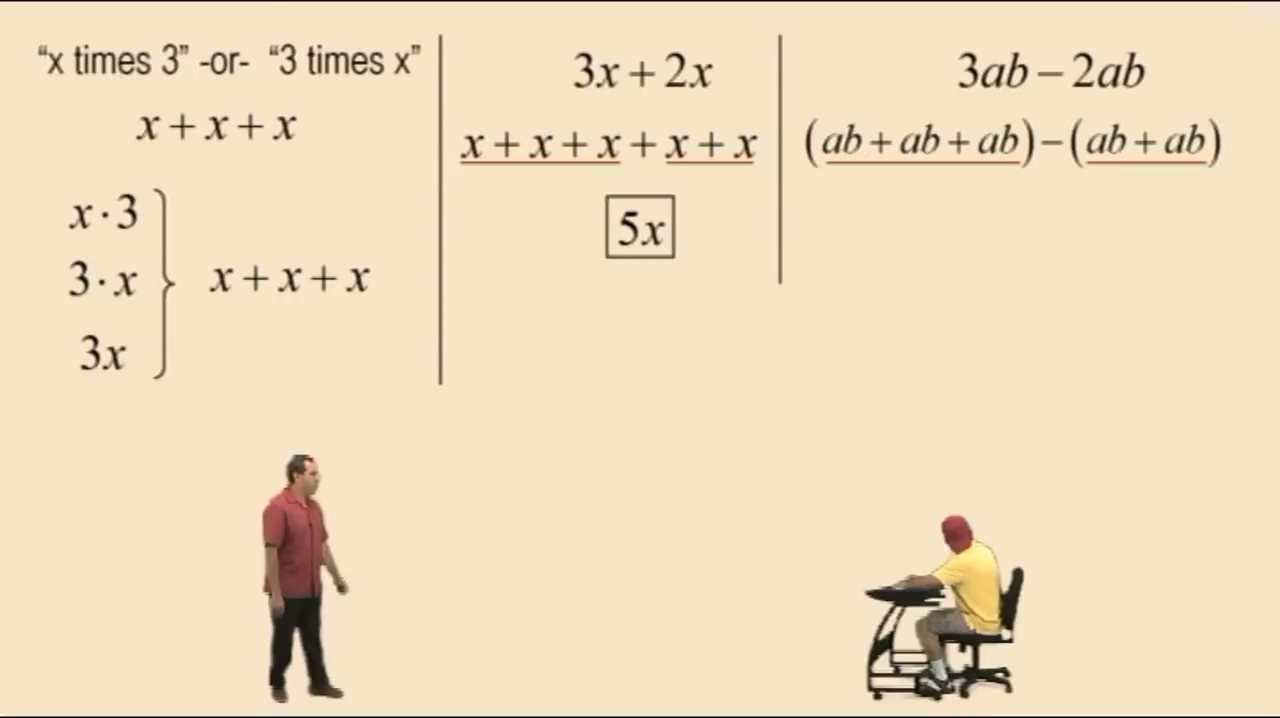 “x times 3” -or- “3 times x”
x + x + x
x · 3
3 · x
3x
x + x + x
3x + 2x
x + x + x + x + x
5x
3ab – 2ab
(ab + ab + ab) – (ab + ab)